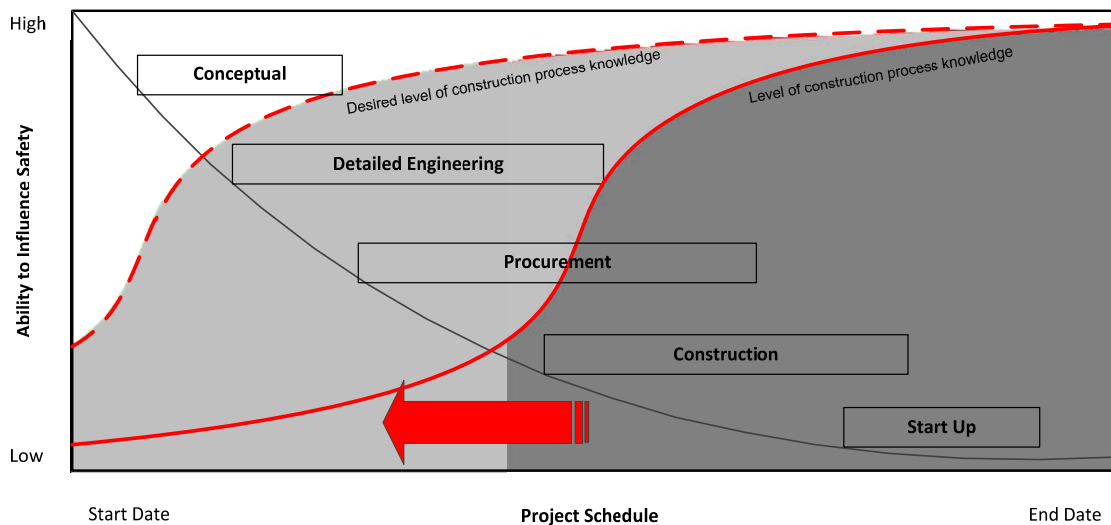 High
Conceptual
Desired level of construction process knowledge
Level of construction process knowledge
Detailed Engineering
Ability to Influence Safety
Procurement
Construction
Start Up
Low
Start Date
Project Schedule
End Date